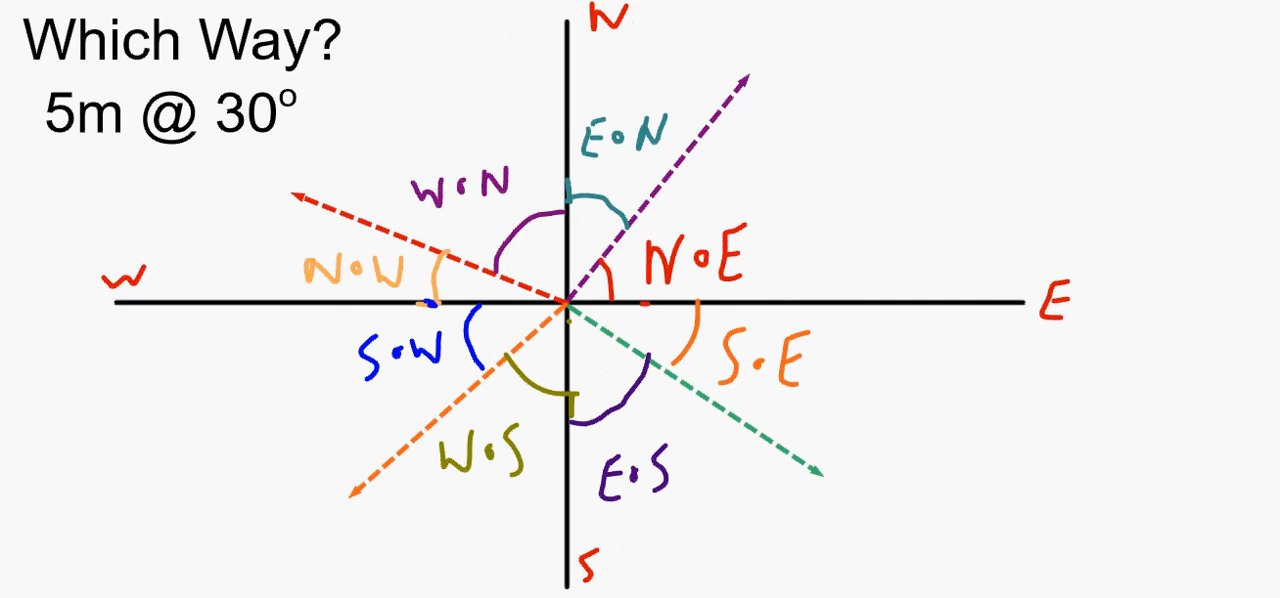 Which Way?
5m @ 30°
N
E∘N
W∘N
N∘E
N∘W
W
E
S∘W
S∘E
W∘S
E∘S
S